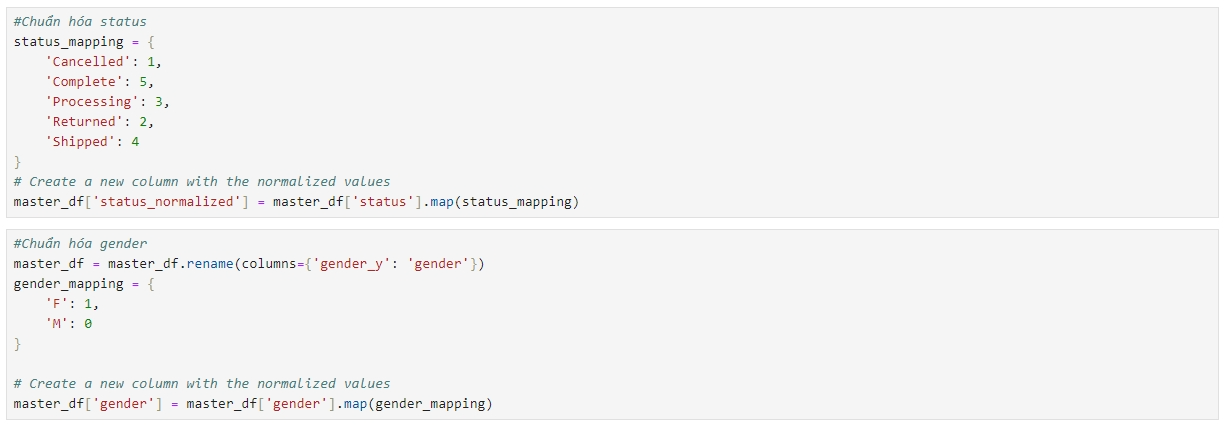 #Chuẩn hóa status
status_mapping = {
    'Cancelled': 1,
    'Complete': 5,
    'Processing': 3,
    'Returned': 2,
    'Shipped': 4
}
# Create a new column with the normalized values
master_df['status_normalized'] = master_df['status'].map(status_mapping)
#Chuẩn hóa gender
master_df = master_df.rename(columns={'gender_y': 'gender'})
gender_mapping = {
    'F': 1,
    'M': 0
}
# Create a new column with the normalized values
master_df['gender'] = master_df['gender'].map(gender_mapping)